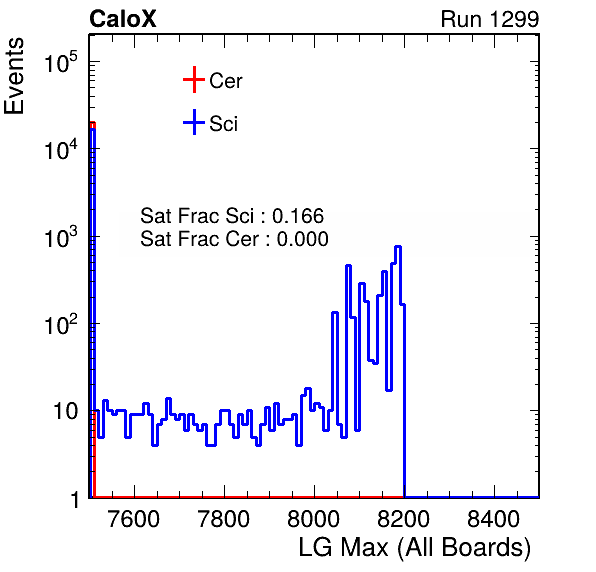 CaloX Run 1299
Events
10^5
10^4
10^3
10^2
10
1
Cer
Sci
Sat Frac Sci : 0.166
Sat Frac Cer : 0.000
7600 7800 8000 8200 8400
LG Max (All Boards)